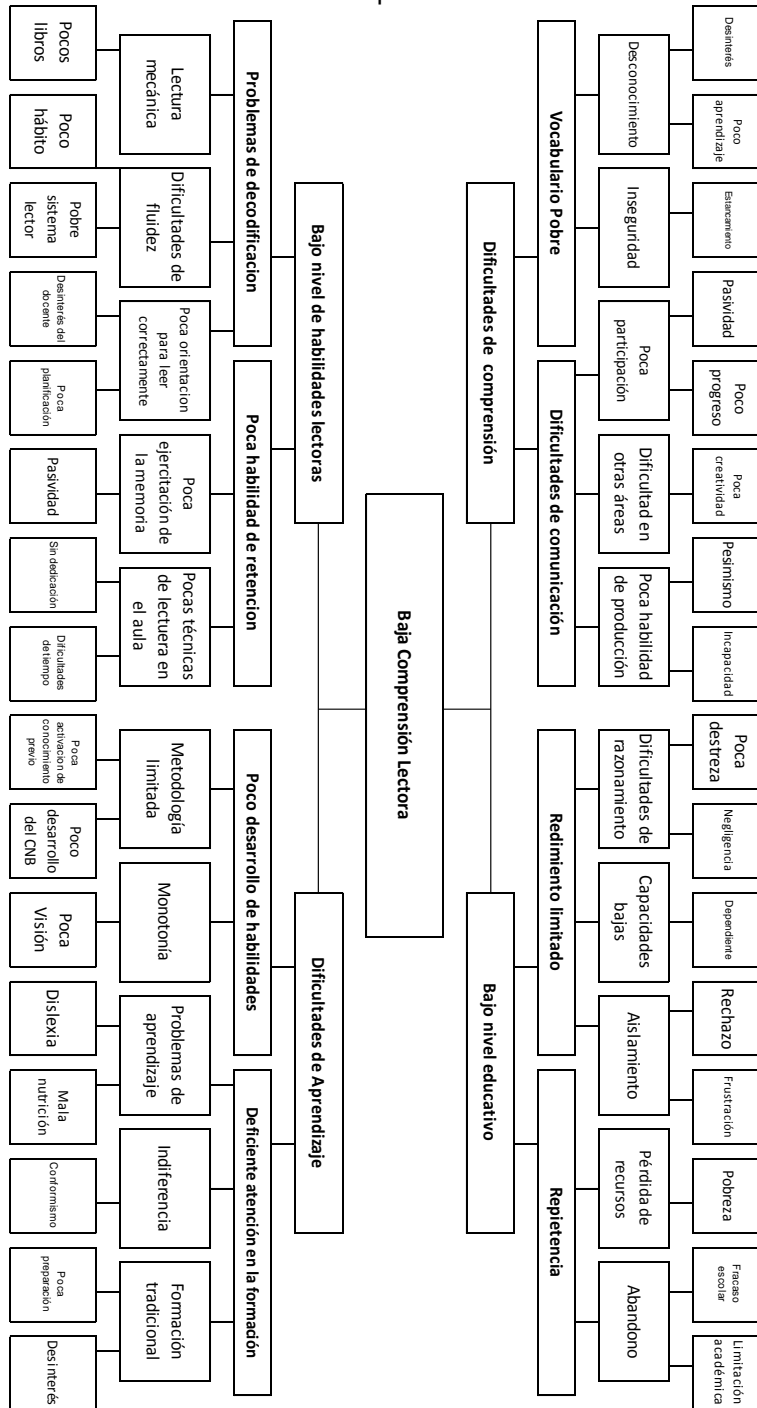 Desinterés
Poco
aprendizaje
Estancamiento
Pasividad
Poco
progreso
Poca
creatividad
Pesimismo
Incapacidad
Poca
destreza
Negligencia
Dependiente
Rechazo
Frustración
Pobreza
Fracaso
escolar
Limitación
académica
Desconocimiento
Inseguridad
Poca
participación
Dificultad en
otras áreas
Poca habilidad
de producción
Dificultades de
razonamiento
Capacidades
bajas
Aislamiento
Pérdida de
recursos
Abandono
Vocabulario Pobre
Dificultades de comunicación
Redimiento limitado
Repietencia
Dificultades de comprensión
Bajo nivel educativo
Baja Comprensión Lectora
Bajo nivel de habilidades lectoras
Dificultades de Aprendizaje
Problemas de decodificacion
Poca habilidad de retencion
Poco desarrollo de habilidades
Deficiente atención en la formación
Lectura
mecánica
Dificultades de
fluidez
Poca orientacion
para leer
correctamente
Poca
ejercitación de
la memoria
Pocas técnicas
de lectuera en
el aula
Metodología
limitada
Monotonía
Problemas de
aprendizaje
Indiferencia
Formación
tradicional
Pocos
libros
Poco
hábito
Pobre
sistema
lector
Desinterés del
docente
Poca
planificación
Pasividad
Sin dedicación
Dificultades
de tiempo
Poca
activacion de
conocimiento
previo
Poco
desarrollo
del CNB
Poca
Visión
Dislexia
Mala
nutrición
Conformismo
Poca
preparación
Desinterés